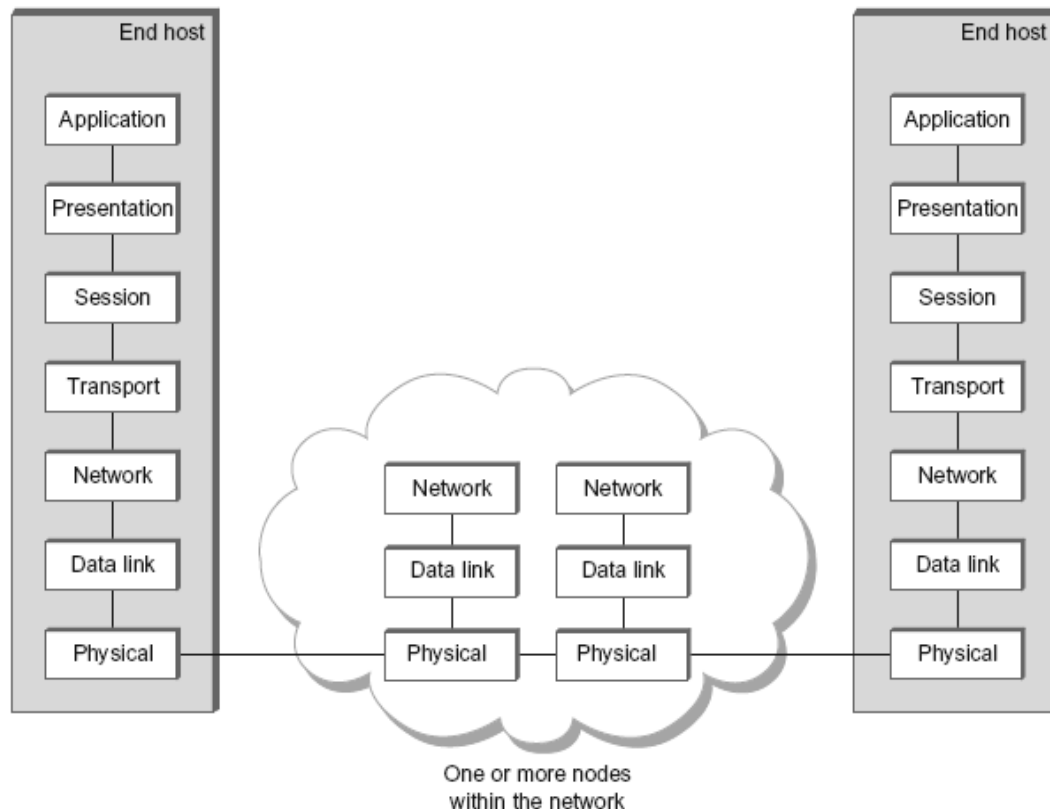 End host
Application
Presentation
Session
Transport
Network
Data link
Physical
Network
Data link
Physical
Network
Data link
Physical
One or more nodes
within the network
End host
Application
Presentation
Session
Transport
Network
Data link
Physical